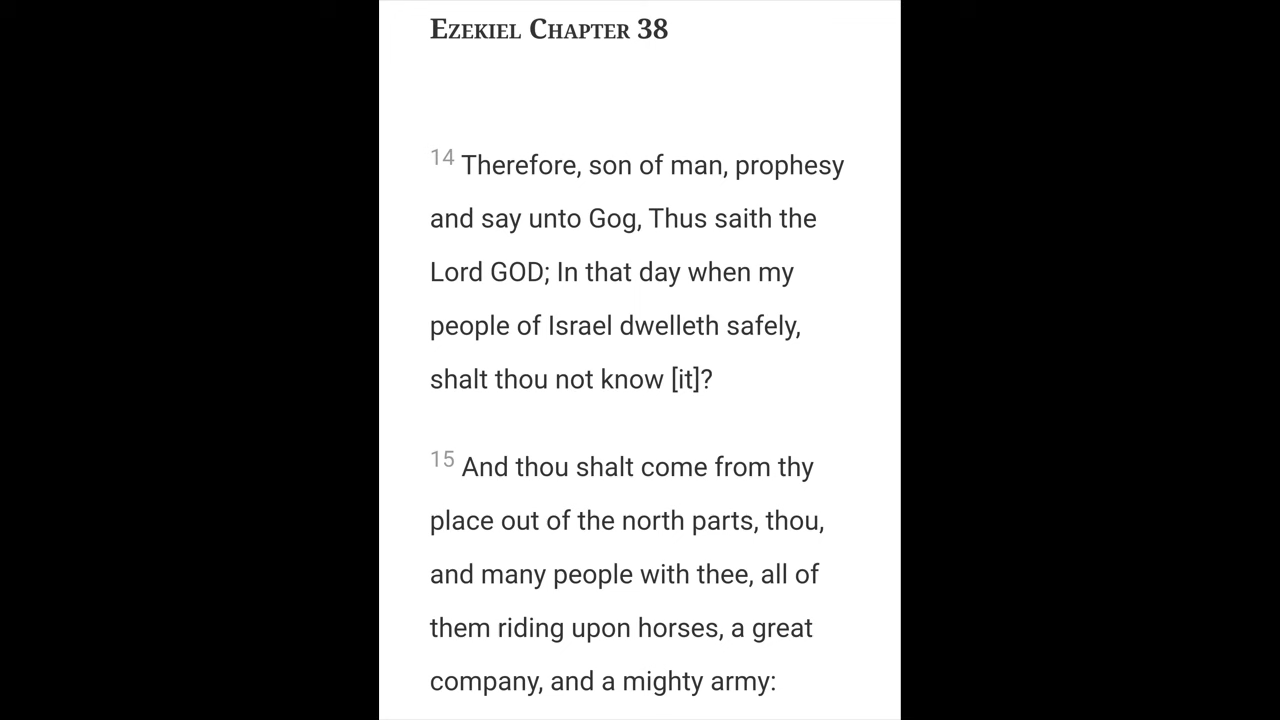 Ezekiel Chapter 38
14 Therefore, son of man, prophesy
and say unto Gog, Thus saith the
Lord GOD; In that day when my
people of Israel dwelleth safely,
shalt thou not know [it]?
15 And thou shalt come from thy
place out of the north parts, thou,
and many people with thee, all of
them riding upon horses, a great
company, and a mighty army: